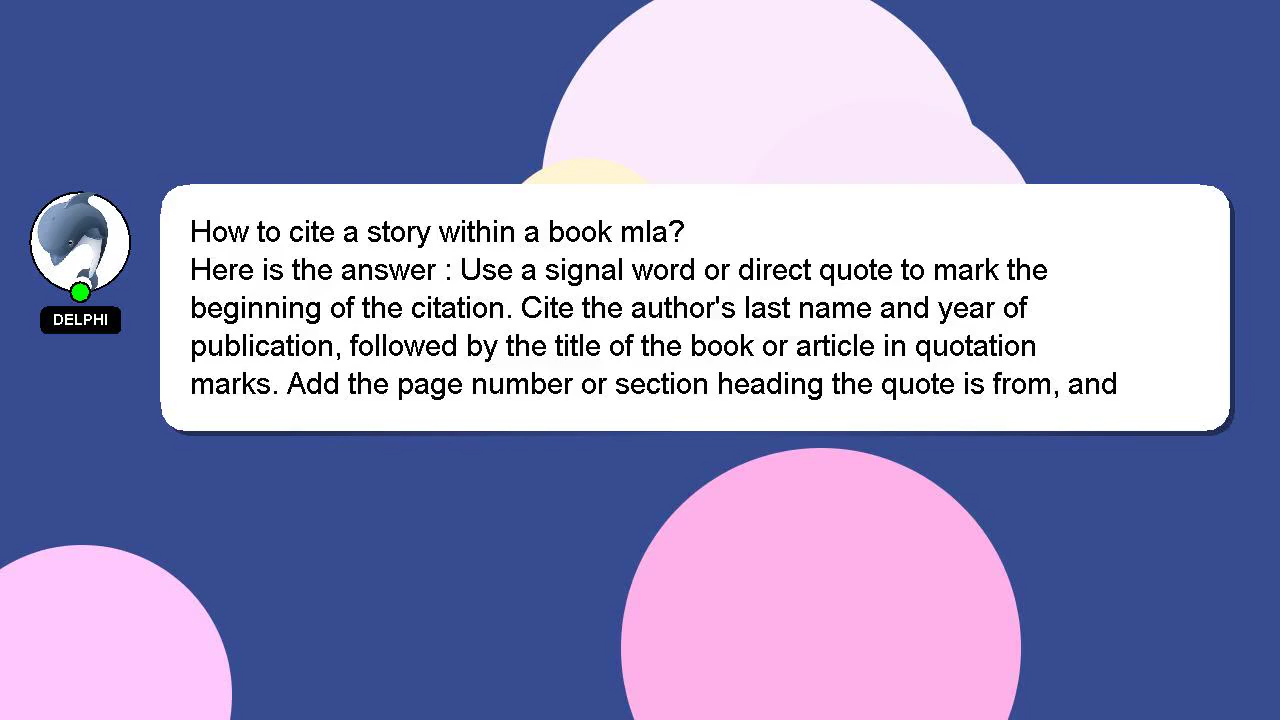 How to cite a story within a book mla?
Here is the answer : Use a signal word or direct quote to mark the
beginning of the citation. Cite the author's last name and year of
publication, followed by the title of the book or article in quotation
marks. Add the page number or section heading the quote is from, and
DELPHI